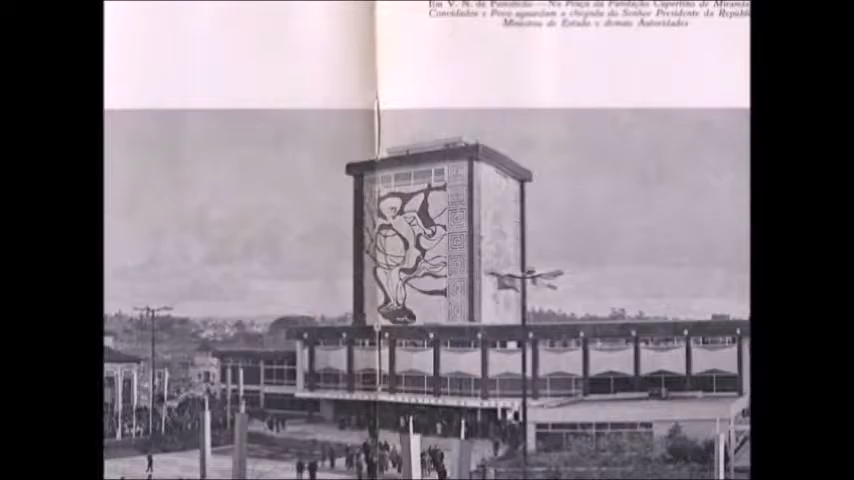 Em V. N. de Famalicão — Na Praça da Fundação Cupertino de Miranda
Convidados e Povo aguardam a chegada do Senhor Presidente da Repúbl
Ministros de Estado e demais Autoridades